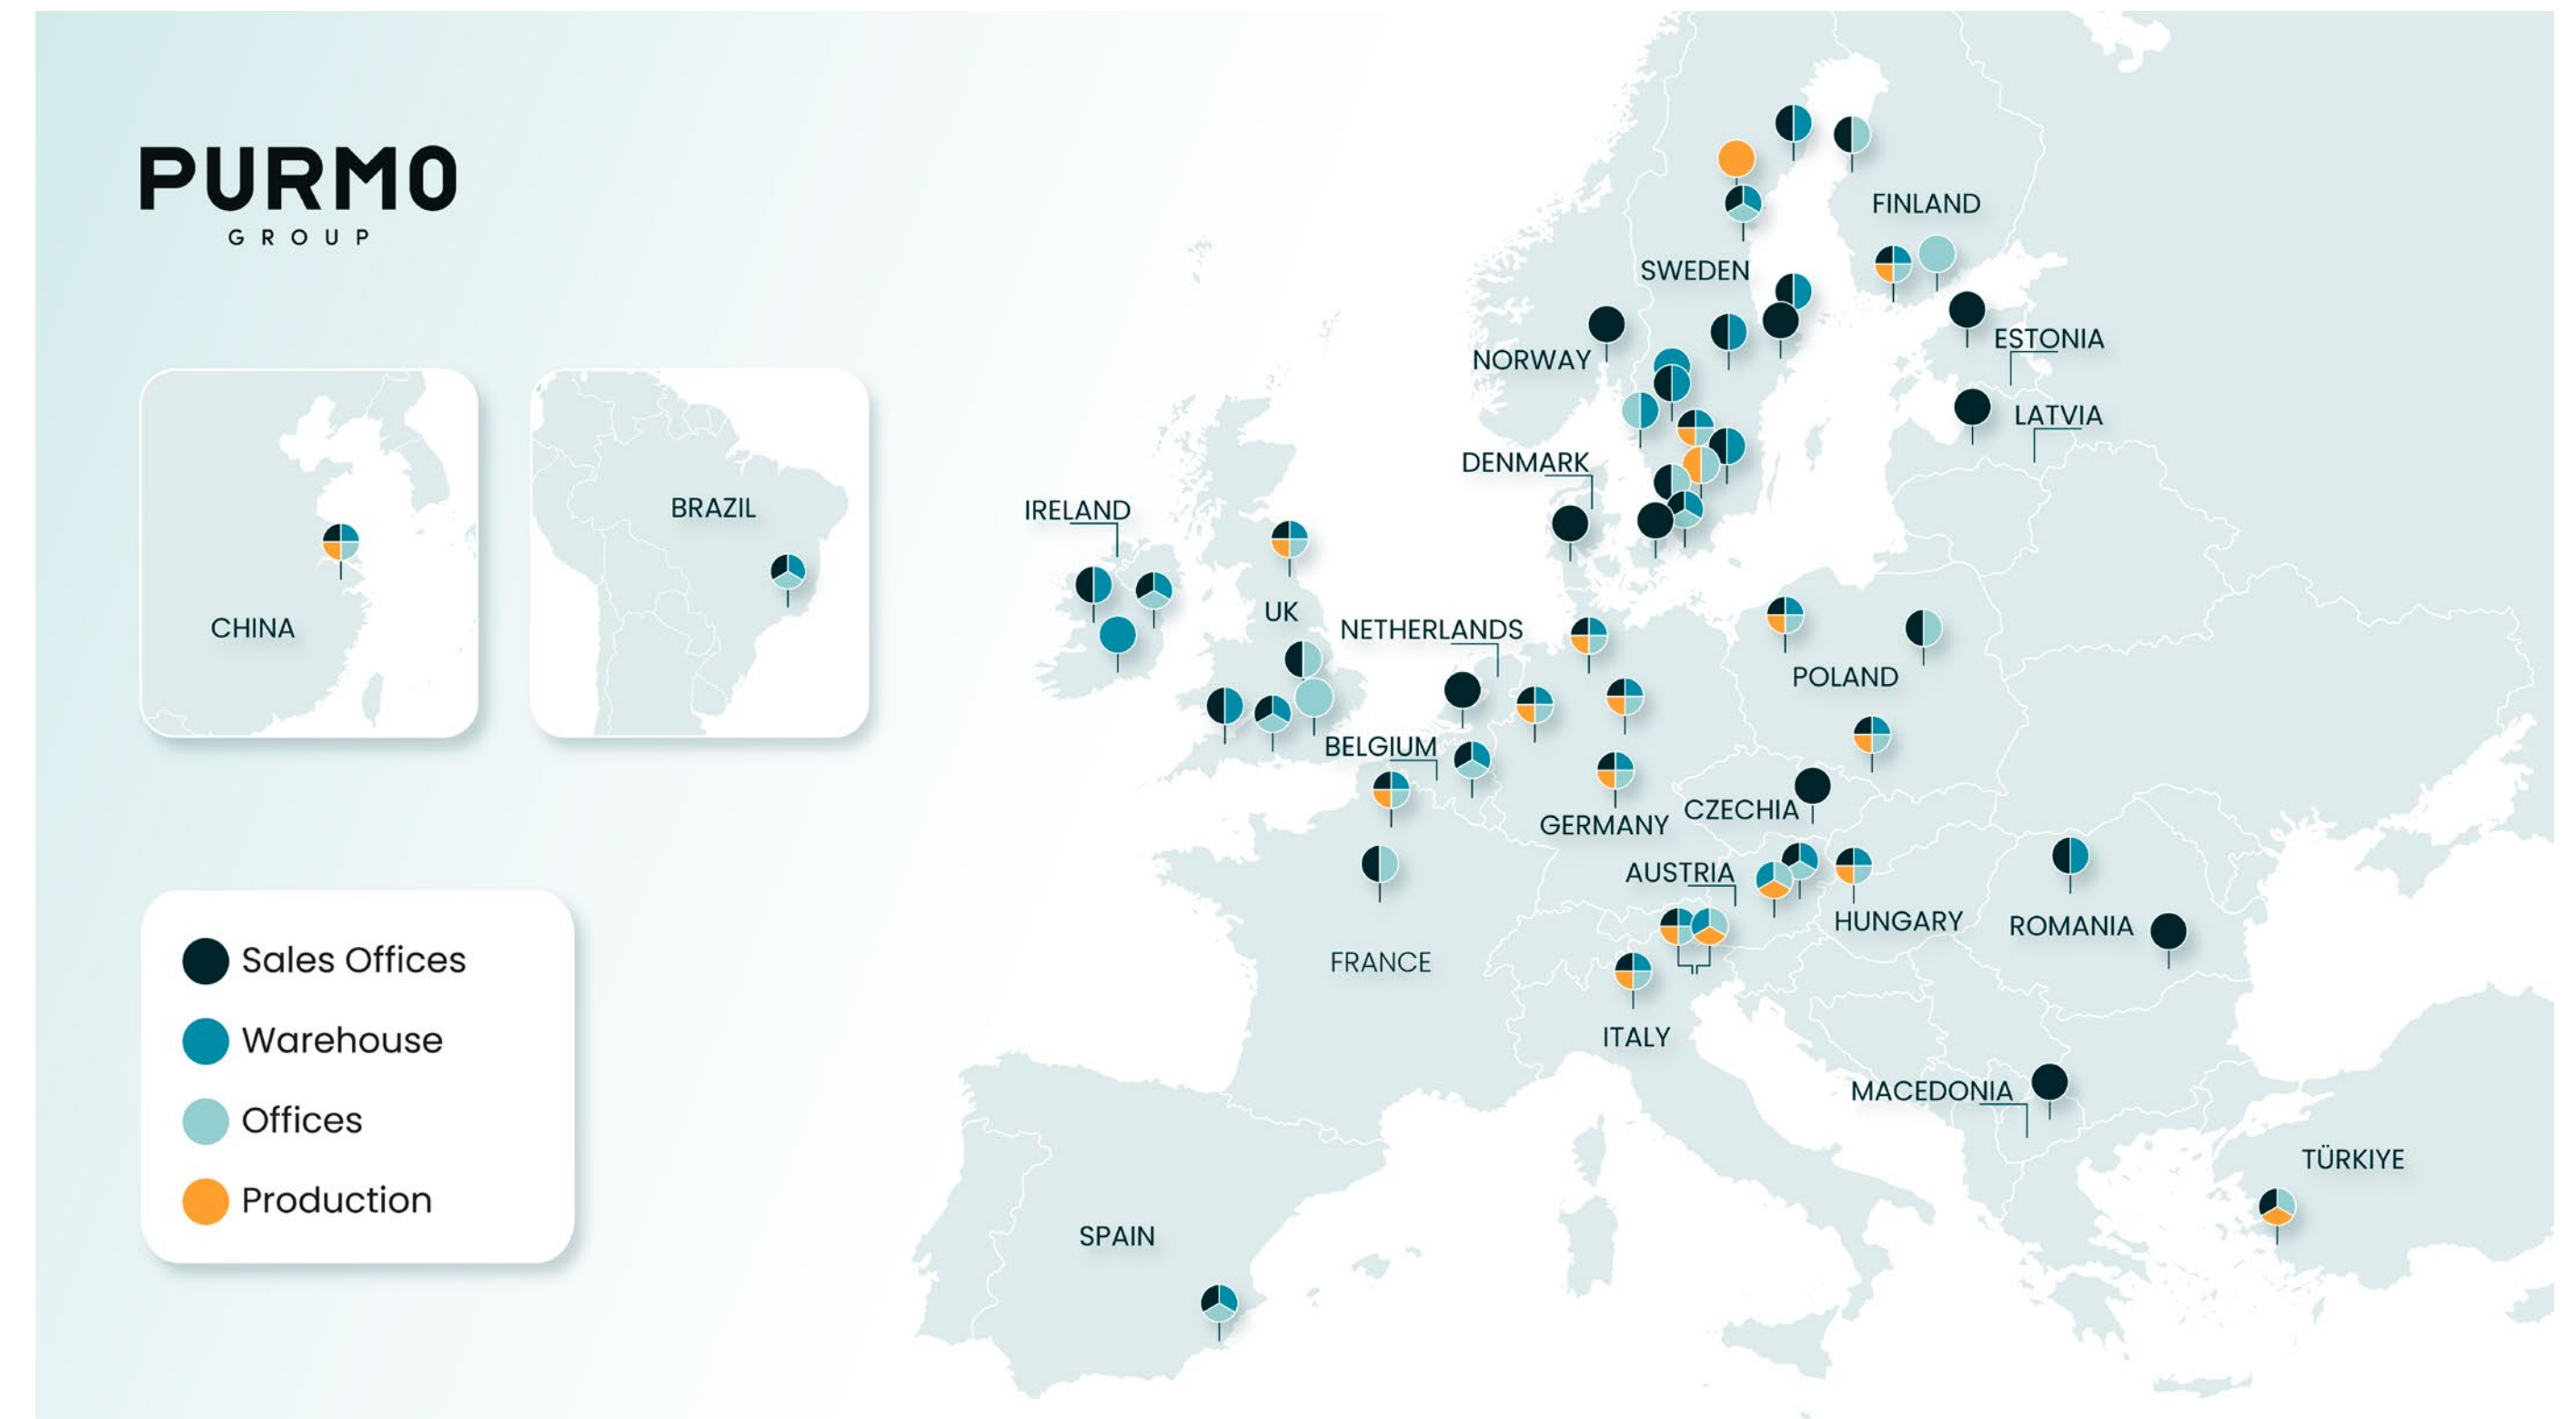 PURMO
GROUP
CHINA
BRAZIL
Sales Offices
Warehouse
Offices
Production
FINLAND
SWEDEN
NORWAY
ESTONIA
LATVIA
DENMARK
IRELAND
UK
NETHERLANDS
POLAND
BELGIUM
GERMANY
CZECHIA
AUSTRIA
HUNGARY
ROMANIA
FRANCE
ITALY
MACEDONIA
TÜRKIYE
SPAIN